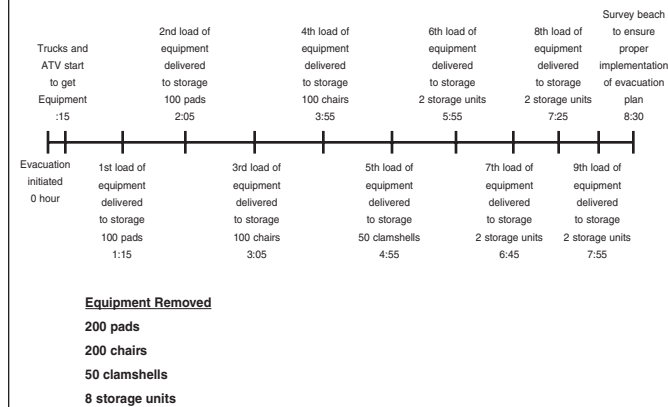 Trucks and
ATV start
to get
Equipment
:15
2nd load of
equipment
delivered
to storage
100 pads
2:05
4th load of
equipment
delivered
to storage
100 chairs
3:55
6th load of
equipment
delivered
to storage
2 storage units
5:55
8th load of
equipment
delivered
to storage
2 storage units
7:25
Survey beach
to ensure
proper
implementation
of evacuation
plan
8:30
Evacuation
initiated
0 hour
1st load of
equipment
delivered
to storage
100 pads
1:15
3rd load of
equipment
delivered
to storage
100 chairs
3:05
5th load of
equipment
delivered
to storage
50 clamshells
4:55
7th load of
equipment
delivered
to storage
2 storage units
6:45
9th load of
equipment
delivered
to storage
2 storage units
7:55
Equipment Removed
200 pads
200 chairs
50 clamshells
8 storage units